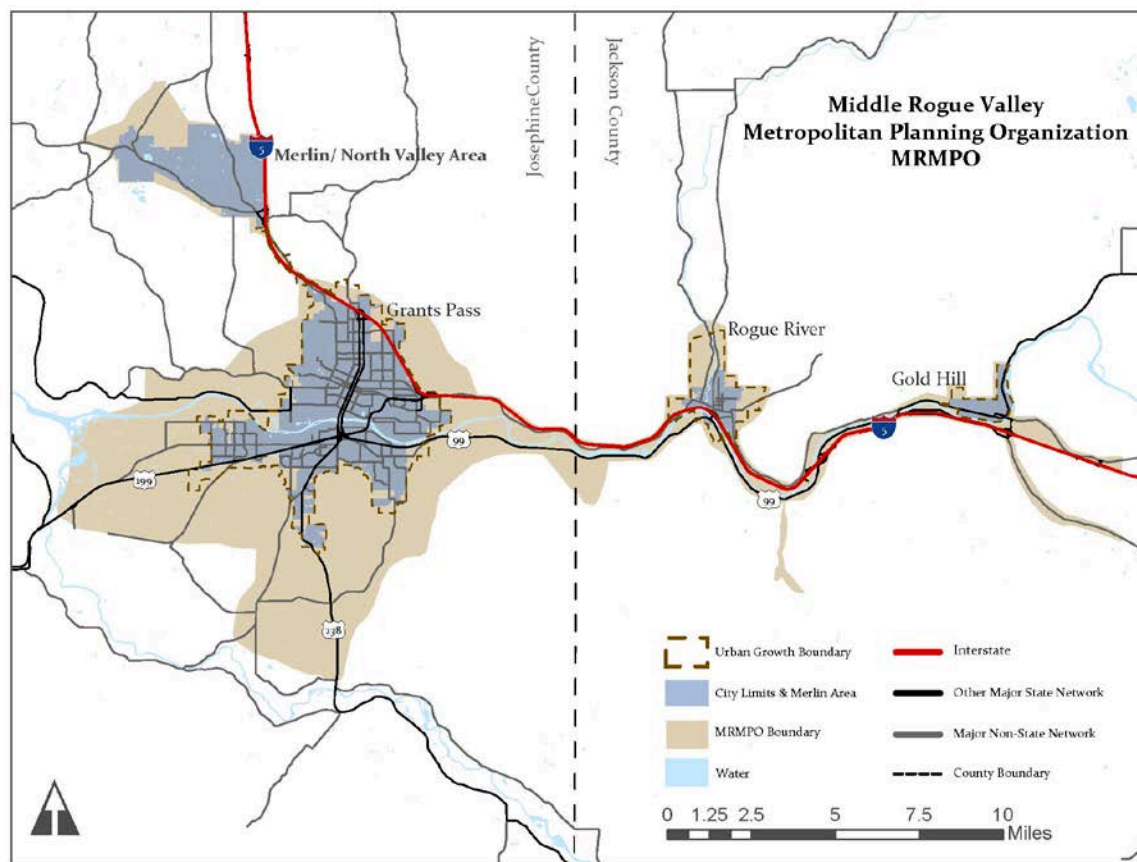 Middle Rogue Valley
Metropolitan Planning Organization
MRMPO
JosephineCounty
Jackson County
5
Merlin/ North Valley Area
Grants Pass
Rogue River
Gold Hill
5
99
199
99
238
Urban Growth Boundary
City Limits & Merlin Area
MRMPO Boundary
Water
Interstate
Other Major State Network
Major Non-State Network
County Boundary
0 1.25 2.5 5 7.5 10
Miles